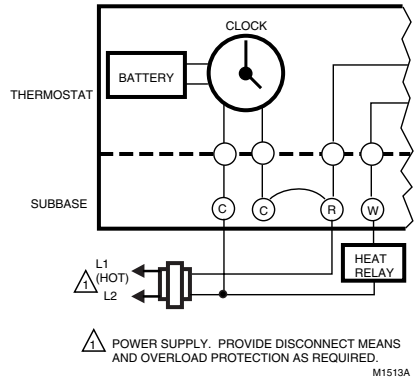 CLOCK
BATTERY
THERMOSTAT
SUBBASE
C C R W
L1
(HOT)
1
L2
HEAT
RELAY
1 POWER SUPPLY. PROVIDE DISCONNECT MEANS
AND OVERLOAD PROTECTION AS REQUIRED.
M1513A